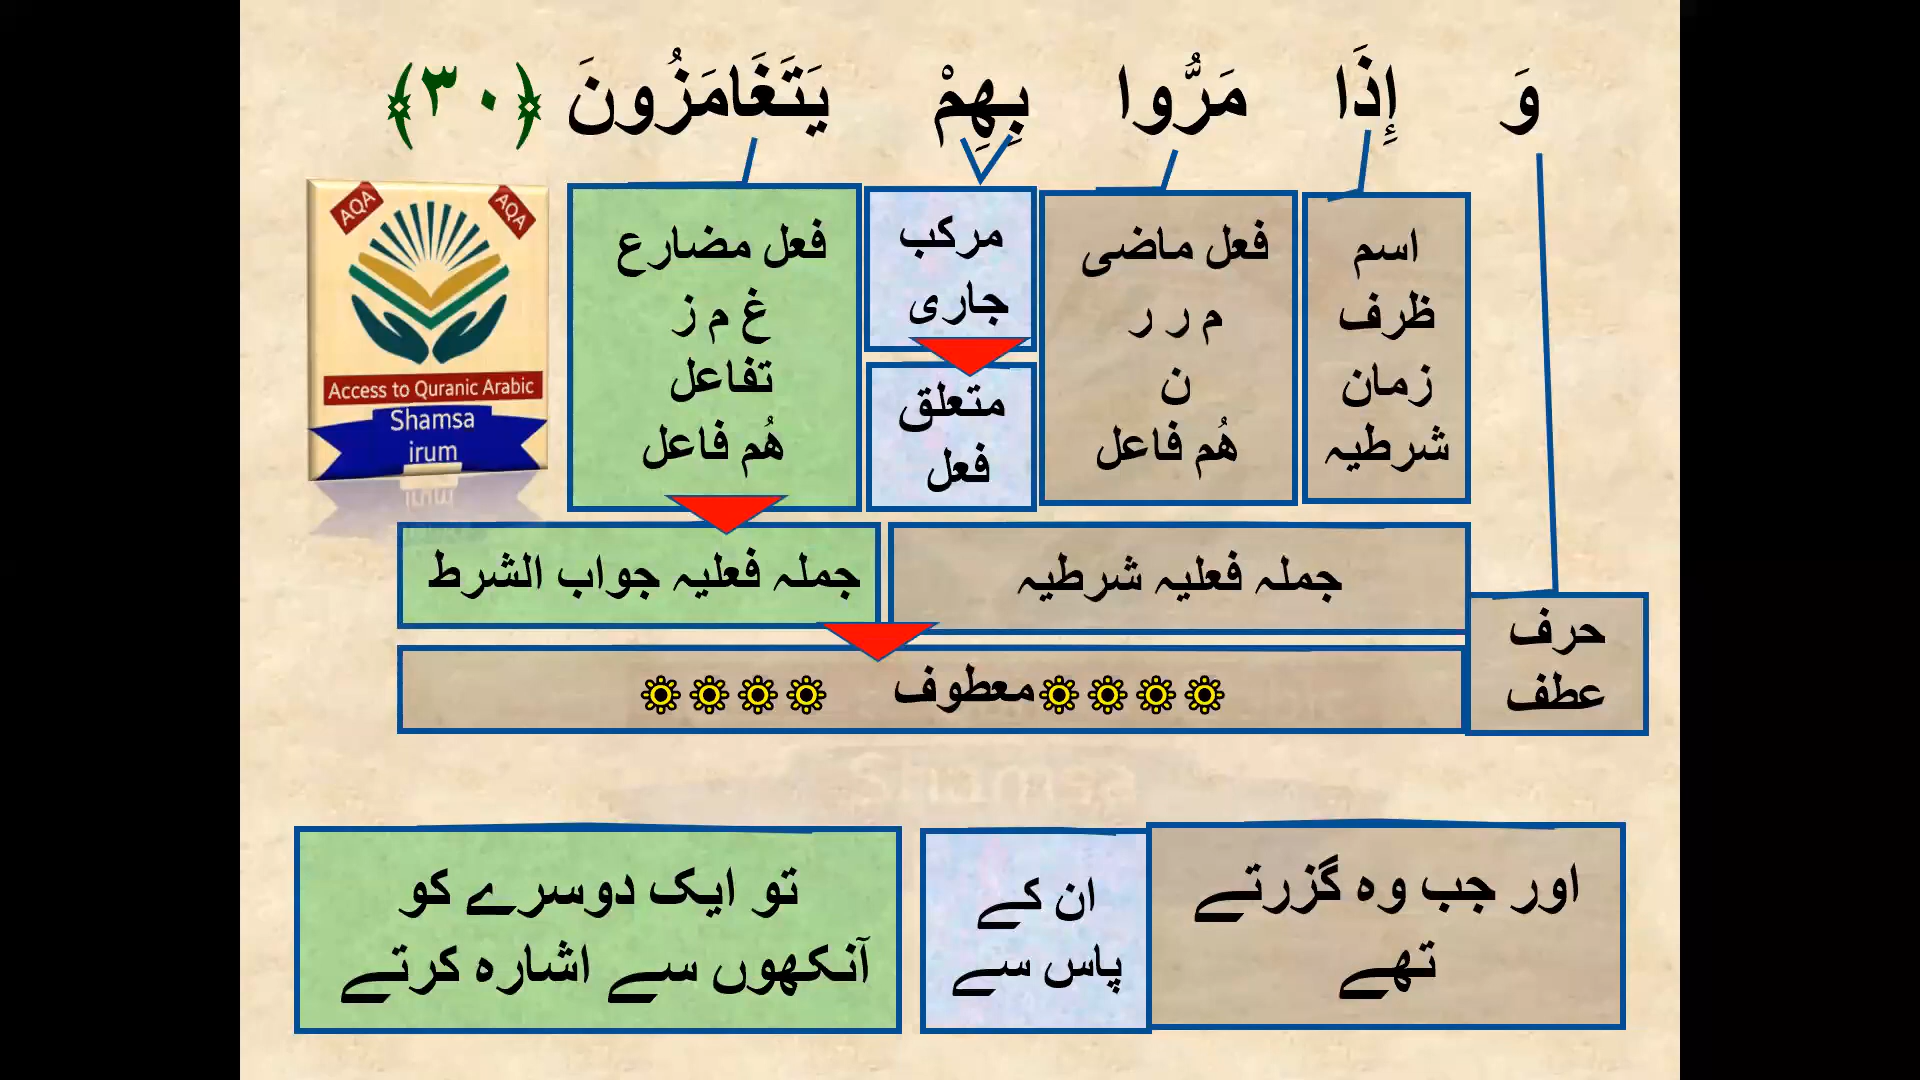 وَ إِذَا مَرُّوا بِهِمْ يَتَغَامَزُونَ ﴿٣٠﴾
اسم
ظرف
زمان
شرطیہ
فعل ماضی
م ر ر
ن
هُم فاعل
مرکب
جاری
متعلق
فعل
فعل مضارع
غ م ز
تفاعل
هُم فاعل
AQA
AQA
Access to Quranic Arabic
Shamsa
irum
جملہ فعلیہ شرطیہ
جملہ فعلیہ جواب الشرط
حرف
عطف
معطوف
Shamsa
اور جب وہ گزرتے
تھے
ان کے
پاس سے
تو ایک دوسرے کو
آنکھوں سے اشارہ کرتے